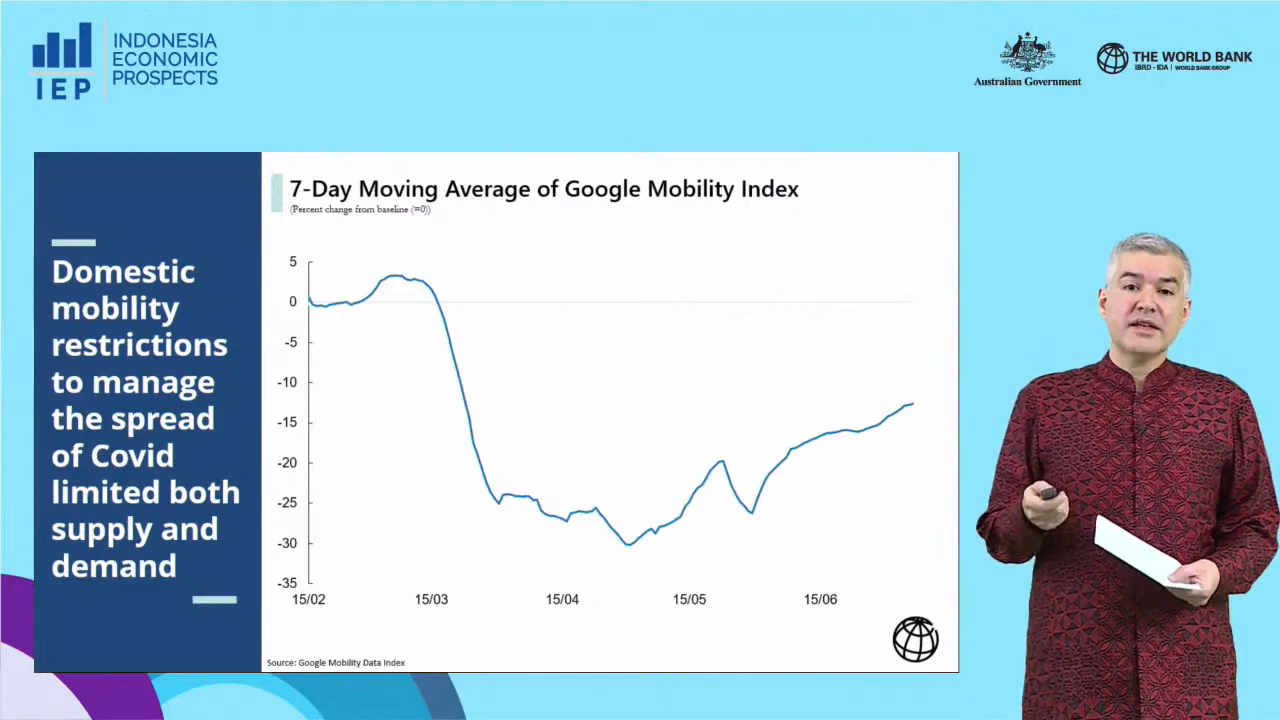 INDONESIA
ECONOMIC
PROSPECTS
IEP
Australian Government
THE WORLD BANK
IBRD • IDA | WORLD BANK GROUP
Domestic
mobility
restrictions
to manage
the spread
of Covid
limited both
supply and
demand
7-Day Moving Average of Google Mobility Index
(Percent change from baseline (=0))
5
0
-5
-10
-15
-20
-25
-30
-35
15/02 15/03 15/04 15/05 15/06
Source: Google Mobility Data Index